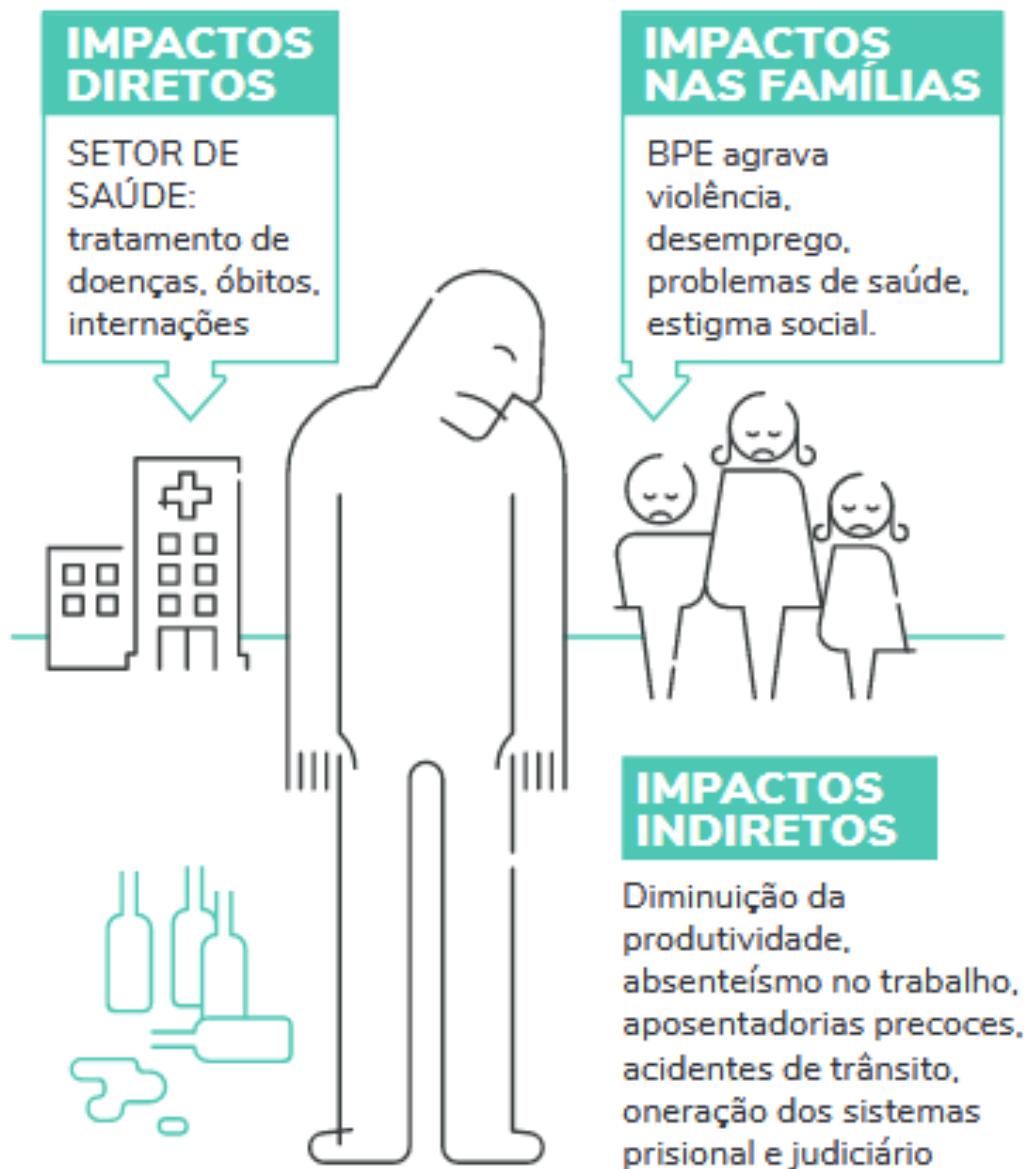 IMPACTOS
DIRETOS
SETOR DE
SAÚDE:
tratamento de
doenças, óbitos,
internações
IMPACTOS
NAS FAMÍLIAS
BPE agrava
violência,
desemprego,
problemas de saúde,
estigma social.
IMPACTOS
INDIRETOS
Diminuição da
produtividade,
absenteísmo no trabalho,
aposentadorias precoces,
acidentes de trânsito,
oneração dos sistemas
prisional e judiciário